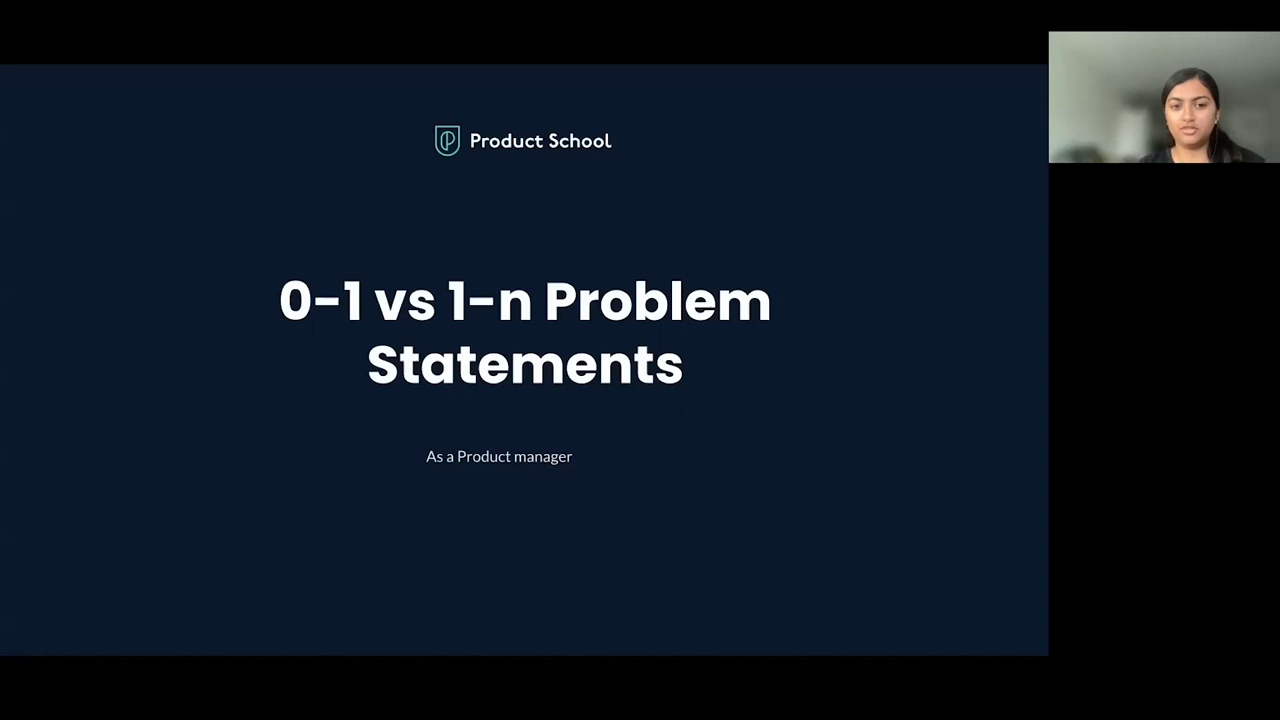 Product School
0-1 vs 1-n Problem
Statements
As a Product manager